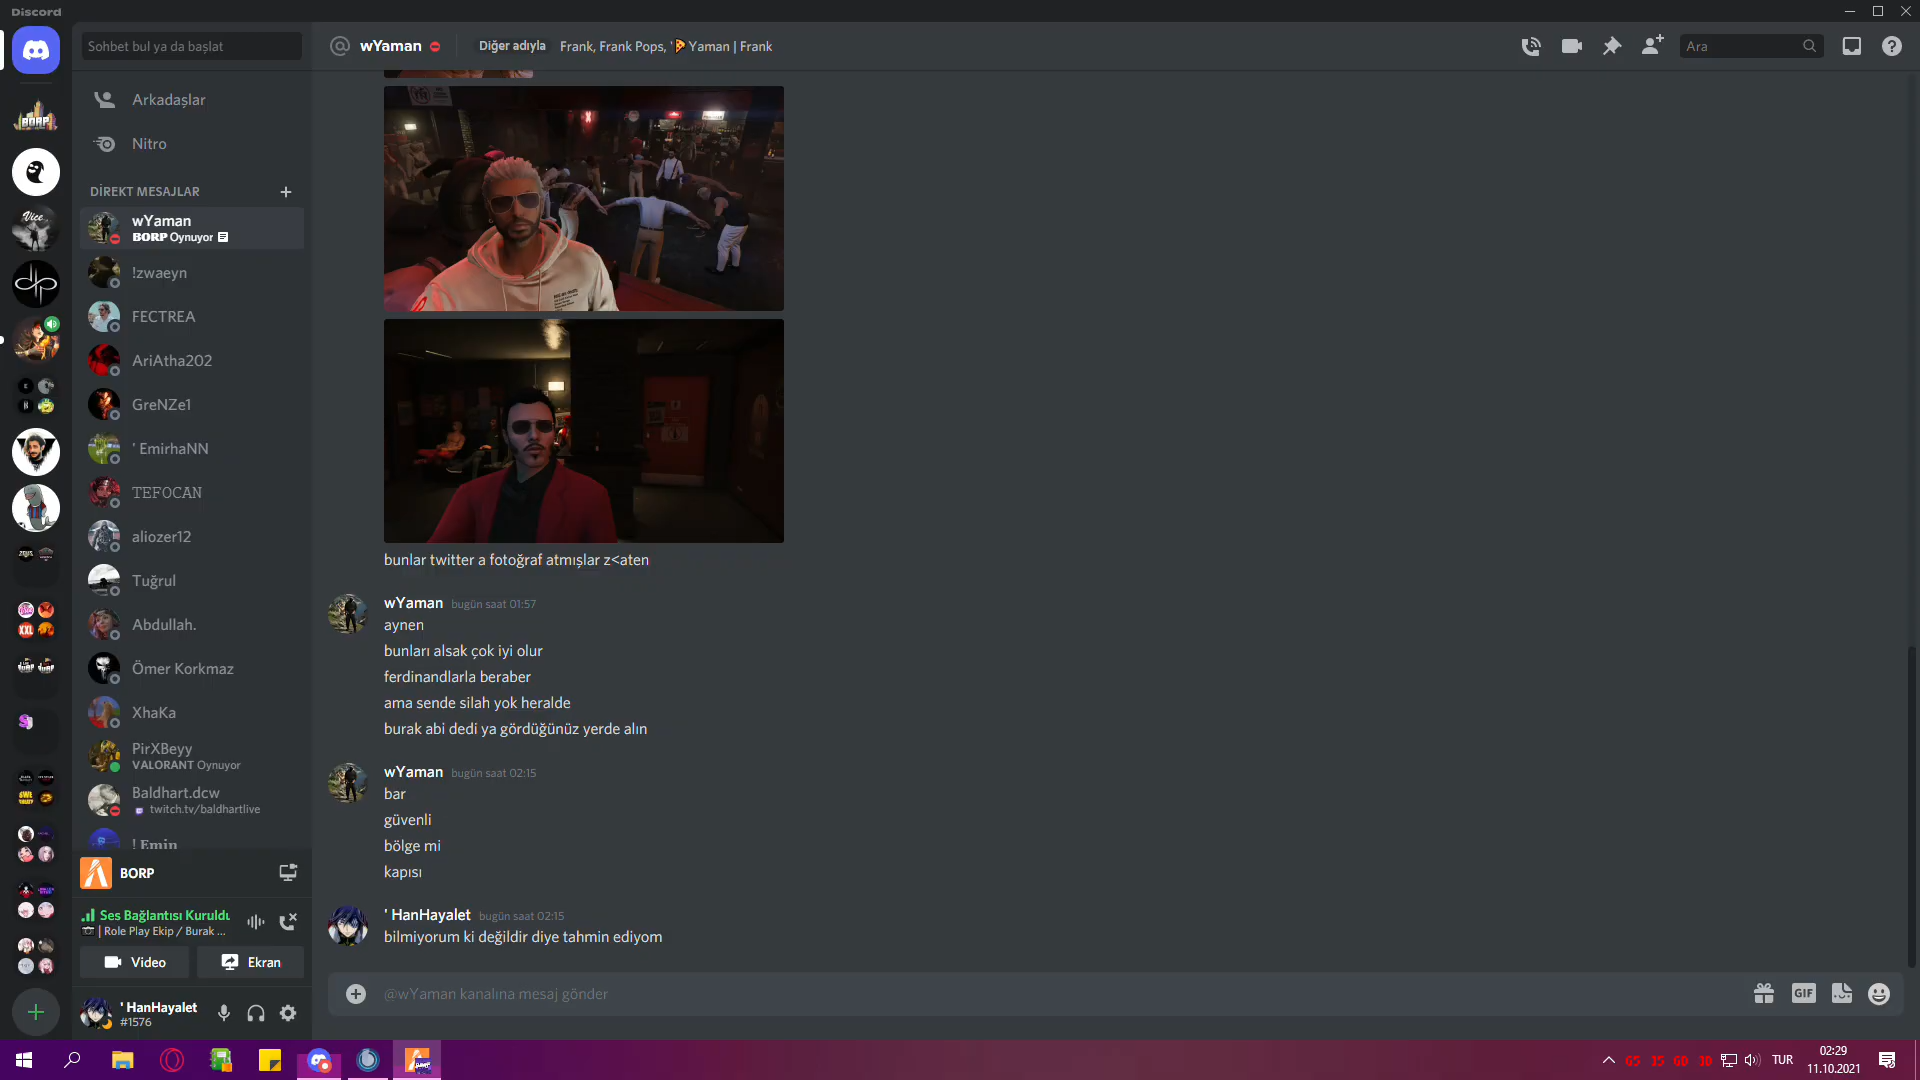 Discord
Sohbet bul ya da başlat
Arkadaşlar
Nitro
DİREKT MESAJLAR
wYaman
BORP Oynuyor
!zwaeyn
FECTREA
AriAtha202
GreNZe1
' EmirhaNN
TEFOCAN
aliozer12
Tuğrul
Abdullah.
Ömer Korkmaz
XhaKa
PirXBeyy
VALORANT Oynuyor
Baldhart.dcw
twitch.tv/baldhartlive
! Emin
BORP
Ses Bağlantısı Kuruldu
| Role Play Ekip / Burak ...
Video
Ekran
' HanHayalet
#1576
wYaman
Diğer adıyla
Frank, Frank Pops, '🍕Yaman | Frank
Ara
bunlar twitter a fotoğraf atmışlar z<aten
wYaman bugün saat 01:57
aynen
bunları alsak çok iyi olur
ferdinandlarla beraber
ama sende silah yok heralde
burak abi dedi ya gördüğünüz yerde alın
wYaman bugün saat 02:15
bar
güvenli
bölge mi
kapısı
' HanHayalet bugün saat 02:15
bilmiyorum ki değildir diye tahmin ediyom
@wYaman kanalına mesaj gönder
GIF
TUR
02:29
11.10.2021